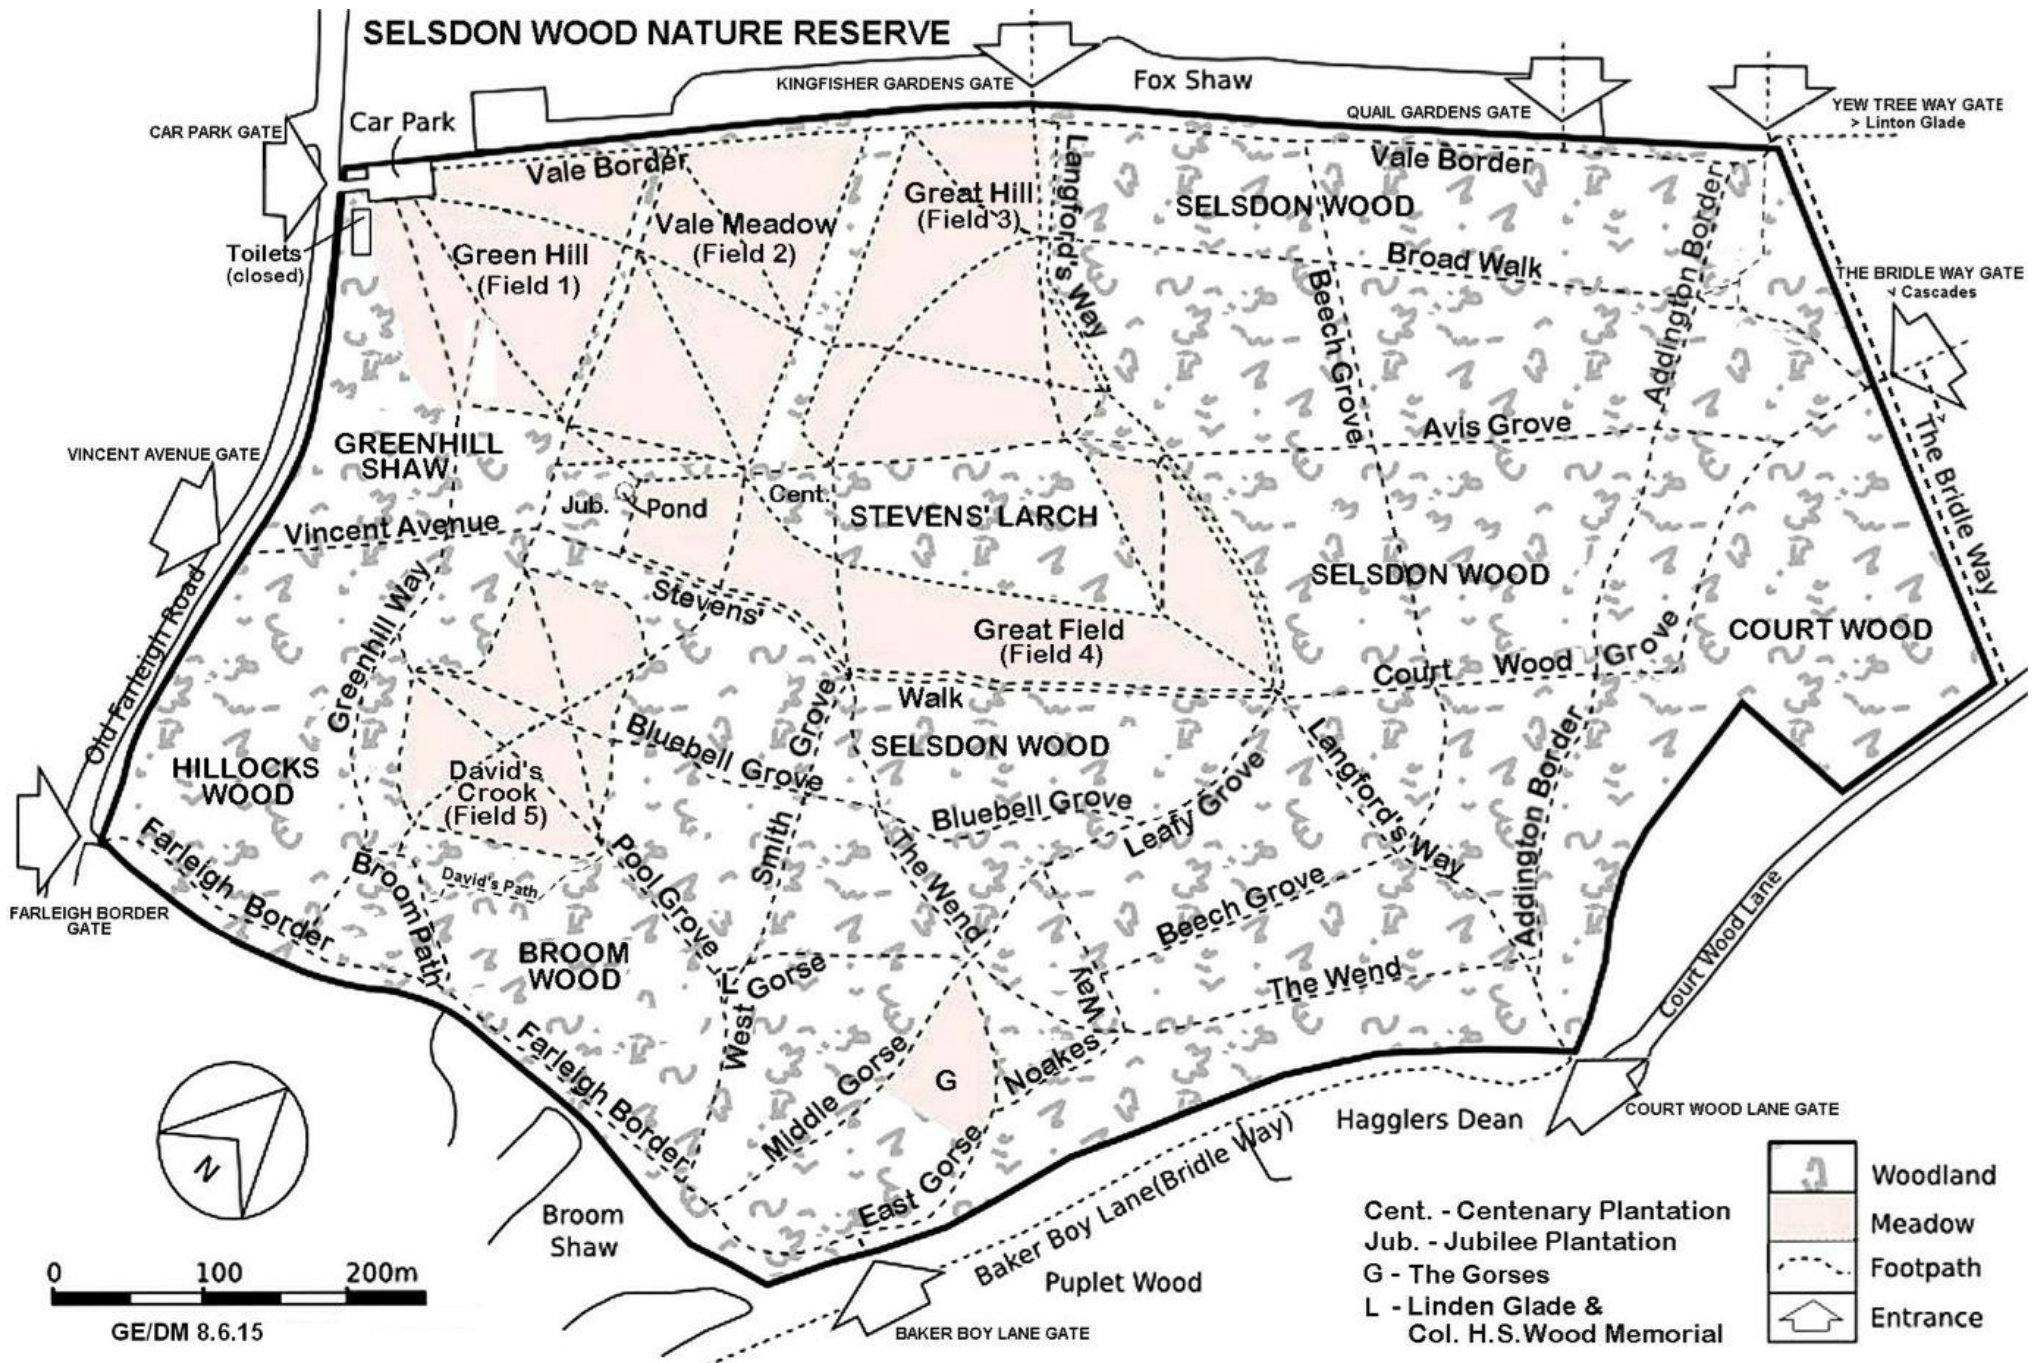 SELSDON WOOD NATURE RESERVE
KINGFISHER GARDENS GATE
Fox Shaw
QUAIL GARDENS GATE
YEW TREE WAY GATE
> Linton Glade
CAR PARK GATE
Car Park
Vale Border
Vale Border
Langford's Way
Great Hill
(Field 3)
SELSDON WOOD
Vale Meadow
(Field 2)
Green Hill
(Field 1)
Toilets
(closed)
Broad Walk
Addington Border
Beech Grove
THE BRIDLE WAY GATE
Cascades
GREENHILL
SHAW
VINCENT AVENUE GATE
Avis Grove
The Bridle Way
Jub.
Pond
Cent.
STEVENS' LARCH
Vincent Avenue
SELSDON WOOD
Stevens'
Greenhill Way
Old Farleigh Road
Great Field
(Field 4)
COURT WOOD
Court Wood Grove
Walk
Smith Grove
Bluebell Grove
SELSDON WOOD
HILLOCKS
WOOD
David's
Crook
(Field 5)
Bluebell Grove
Leafy Grove
Langford's Way
Addington Border
Farleigh Border
Broom Path
David's Path
Pool Grove
The Wend
Beech Grove
FARLEIGH BORDER
GATE
BROOM
WOOD
L
West Gorse
The Wend
Noakes Way
Court Wood Lane
Farleigh Border
Middle Gorse
G
East Gorse
N
Hagglers Dean
COURT WOOD LANE GATE
Baker Boy Lane(Bridle Way)
Broom
Shaw
Puplet Wood
BAKER BOY LANE GATE
0 100 200m
GE/DM 8.6.15
Cent. - Centenary Plantation
Jub. - Jubilee Plantation
G - The Gorses
L - Linden Glade &
Col. H.S.Wood Memorial
Woodland
Meadow
Footpath
Entrance